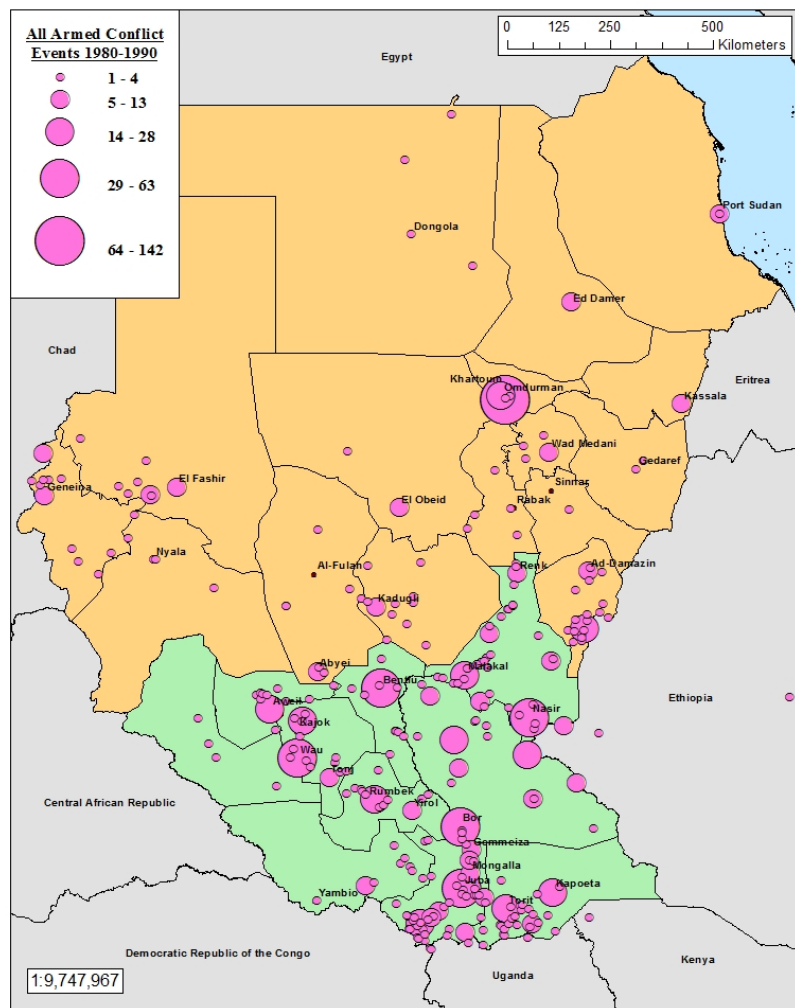 All Armed Conflict
Events 1980-1990
1 - 4
5 - 13
14 - 28
29 - 63
64 - 142
0 125 250 500
Kilometers
Egypt
Port Sudan
Dongola
Ed Damer
Chad
Khartoum
Omdurman
Kassala
Eritrea
Wad Medani
Gedaref
Geneina
El Fashir
El Obeid
Sinnar
Rabak
Nyala
Al-Fulah
Renk
Ad-Damazin
Kadugli
Abyei
Malakal
Bentiu
Ethiopia
Aweil
Nasir
Kajok
Wau
Tonj
Central African Republic
Rumbek
Yirol
Bor
Gemmeiza
Mongalla
Juba
Kapoeta
Yambio
Torit
Democratic Republic of the Congo
Kenya
Uganda
1:9,747,967